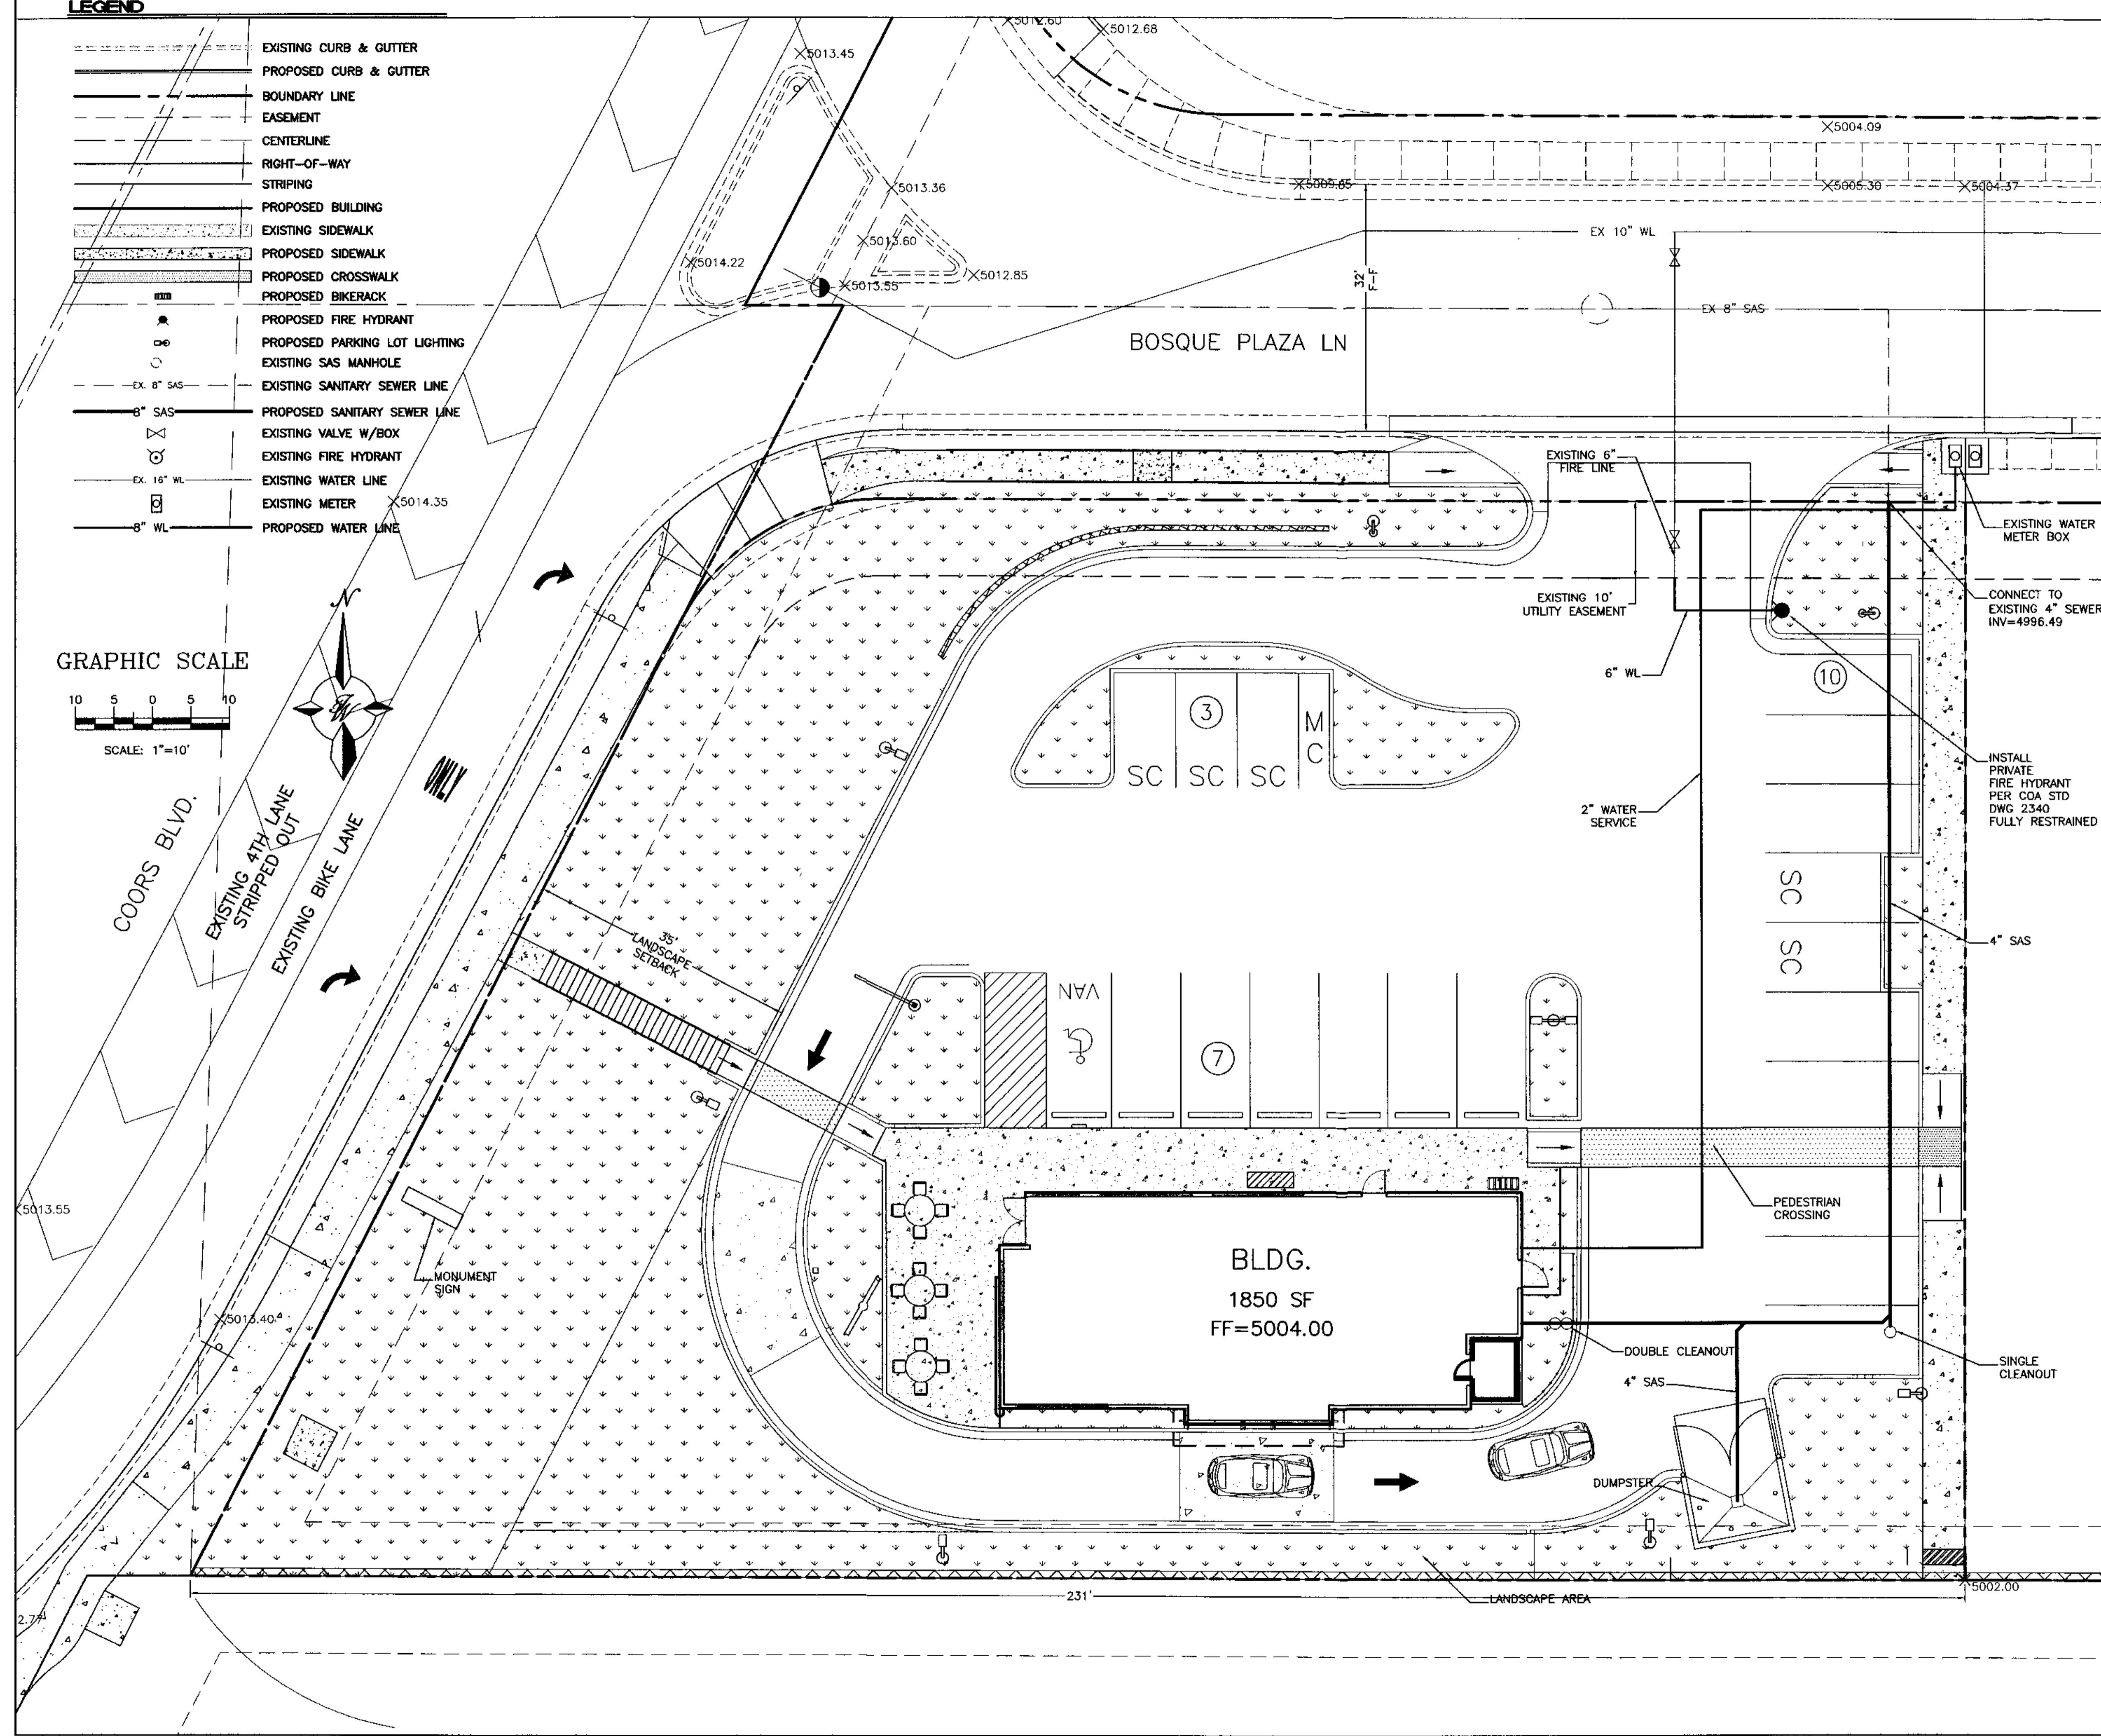 LEGEND
EXISTING CURB & GUTTER
PROPOSED CURB & GUTTER
BOUNDARY LINE
EASEMENT
CENTERLINE
RIGHT-OF-WAY
STRIPING
PROPOSED BUILDING
EXISTING SIDEWALK
PROPOSED SIDEWALK
PROPOSED CROSSWALK
PROPOSED BIKERACK
PROPOSED FIRE HYDRANT
PROPOSED PARKING LOT LIGHTING
EXISTING SAS MANHOLE
EX. 8" SAS
EXISTING SANITARY SEWER LINE
8" SAS
PROPOSED SANITARY SEWER LINE
EXISTING VALVE W/BOX
EXISTING FIRE HYDRANT
EX. 16" WL
EXISTING WATER LINE
EXISTING METER
5014.35
8" WL
PROPOSED WATER LINE
N
GRAPHIC SCALE
10 5 0 5 10
SCALE: 1"=10'
COORS BLVD.
EXISTING 4TH LANE
STRIPPED OUT
EXISTING BIKE LANE
ONLY
5013.45
5012.60
5012.68
5013.36
5013.60
5014.22
5013.55
5012.85
5004.09
5009.65
5005.30
5004.37
EX 10" WL
32'
F-F
EX 8" SAS
BOSQUE PLAZA LN
EXISTING 6"
FIRE LINE
EXISTING WATER
METER BOX
EXISTING 10'
UTILITY EASEMENT
CONNECT TO
EXISTING 4" SEWER
INV=4996.49
6" WL
10
3
M
C
SC SC SC
INSTALL
PRIVATE
FIRE HYDRANT
PER COA STD
DWG 2340
FULLY RESTRAINED
2" WATER
SERVICE
SC
SC
4" SAS
35'
LANDSCAPE
SETBACK
VAN
7
PEDESTRIAN
CROSSING
5013.55
MONUMENT
SIGN
5013.40
BLDG.
1850 SF
FF=5004.00
DOUBLE CLEANOUT
4" SAS
SINGLE
CLEANOUT
DUMPSTER
231'
LANDSCAPE AREA
5002.00